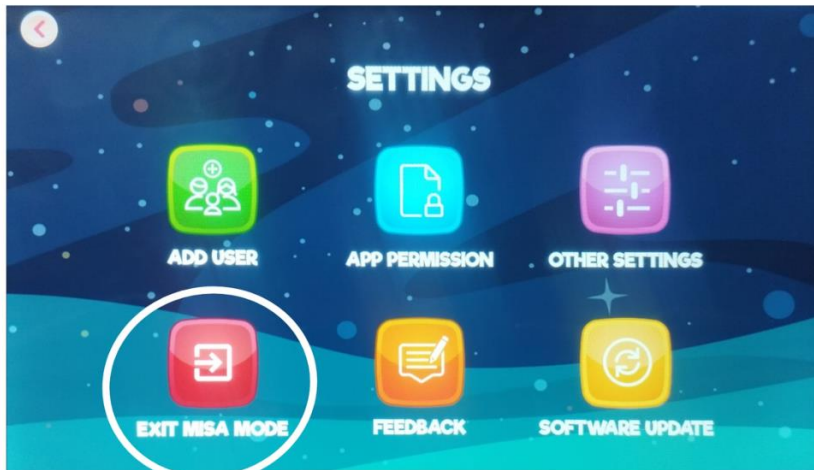 SETTINGS
ADD USER
APP PERMISSION
OTHER SETTINGS
EXIT MISA MODE
FEEDBACK
SOFTWARE UPDATE